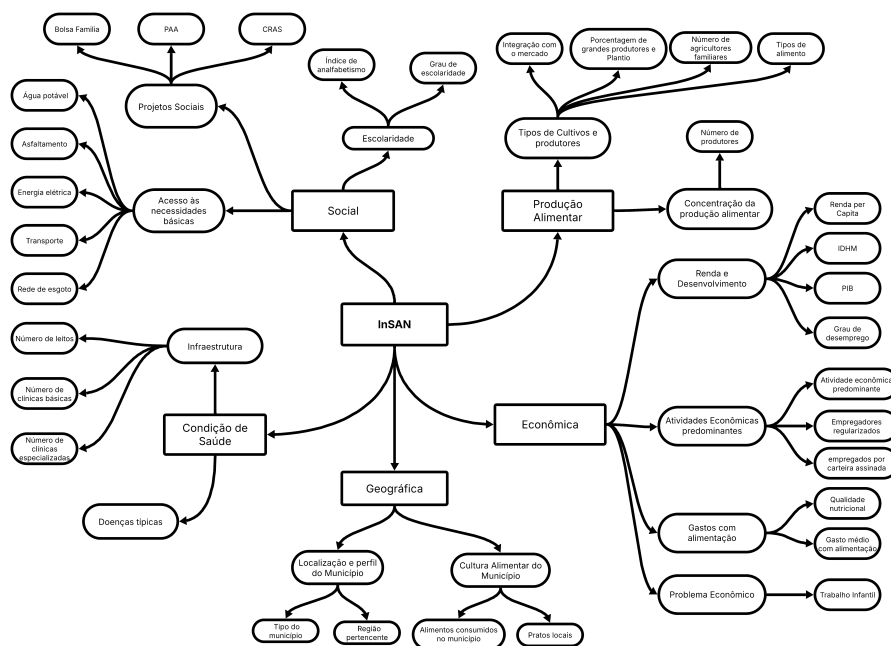 Bolsa Familia
PAA
CRAS
Projetos Sociais
Índice de
analfabetismo
Grau de
escolaridade
Escolaridade
Água potável
Asfaltamento
Energia elétrica
Transporte
Rede de esgoto
Acesso às
necessidades
básicas
Social
Integração com
o mercado
Porcentagem de
grandes produtores e
Plantio
Número de
agricultores
familiares
Tipos de
alimento
Tipos de Cultivos e
produtores
Número de
produtores
Produção
Alimentar
Concentração da
produção alimentar
InSAN
Renda e
Desenvolvimento
Renda per
Capita
IDHM
PIB
Grau de
desemprego
Número de leitos
Número de
clínicas básicas
Número de
clínicas
especializadas
Infraestrutura
Condição de
Saúde
Doenças típicas
Econômica
Atividades Econômicas
predominantes
Atividade econômica
predominante
Empregadores
regularizados
empregados por
carteira assinada
Gastos com
alimentação
Qualidade
nutricional
Gasto médio
com alimentação
Problema Econômico
Trabalho Infantil
Geográfica
Localização e perfil
do Município
Cultura Alimentar do
Município
Tipo do
município
Região
pertencente
Alimentos consumidos
no município
Pratos locais